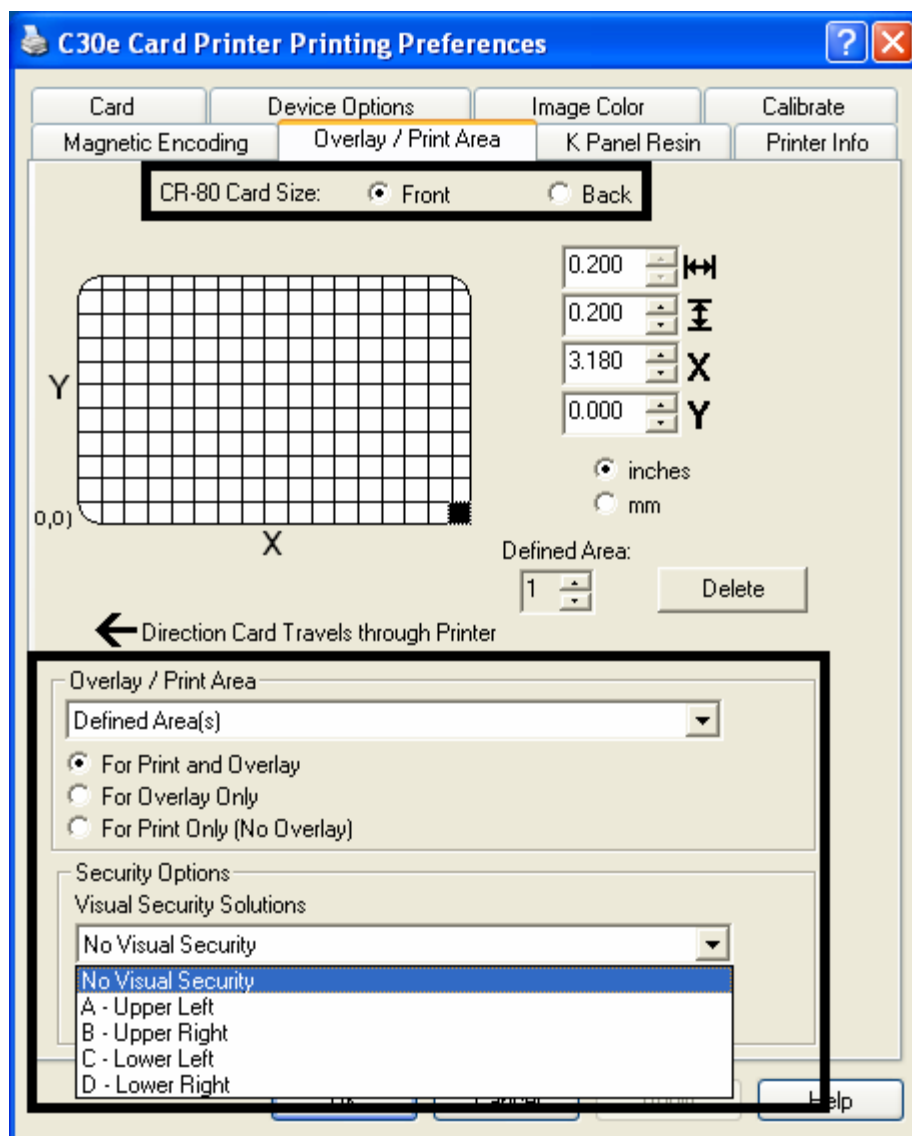 C30e Card Printer Printing Preferences
Card Device Options Image Color Calibrate
Magnetic Encoding Overlay / Print Area K Panel Resin Printer Info
CR-80 Card Size: Front Back
0.200
0.200
3.180 X
0.000 Y
Y
inches
mm
0,0)
X
Defined Area:
1 Delete
Direction Card Travels through Printer
Overlay / Print Area
Defined Area(s)
For Print and Overlay
For Overlay Only
For Print Only (No Overlay)
Security Options
Visual Security Solutions
No Visual Security
No Visual Security
A - Upper Left
B - Upper Right
C - Lower Left
D - Lower Right
Help